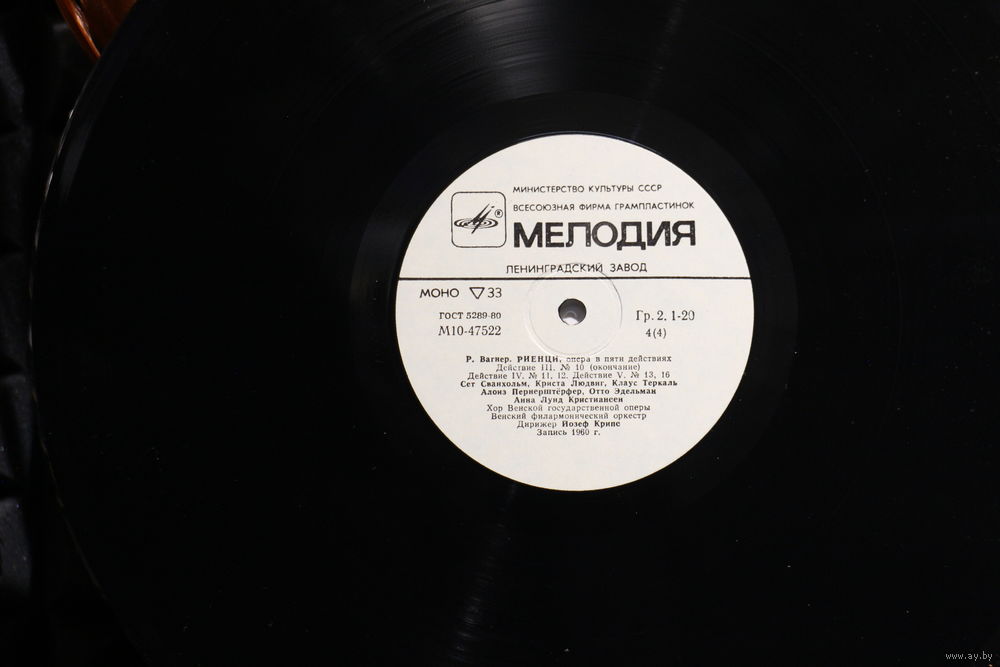 МИНИСТЕРСТВО КУЛЬТУРЫ СССР
ВСЕСОЮЗНАЯ ФИРМА ГРАМПЛАСТИНОК
®
МЕЛОДИЯ
ЛЕНИНГРАДСКИЙ ЗАВОД
МОНО 33
ГОСТ 5289-80
М10-47522
Гр. 2. 1-20
4(4)
Р. Вагнер. РИЕНЦИ, опера в пяти действиях
Действие III. № 10 (окончание)
Действие IV. № 11, 12. Действие V. № 13, 16
Сет Сванхольм, Криста Людвиг, Клаус Теркаль
Алоиз Пернерштёрфер, Отто Эдельман
Анна Лунд Кристиансен
Хор Венской государственной оперы
Венский филармонический оркестр
Дирижер Иозеф Крипс
Запись 1960 г.
www.ay.by